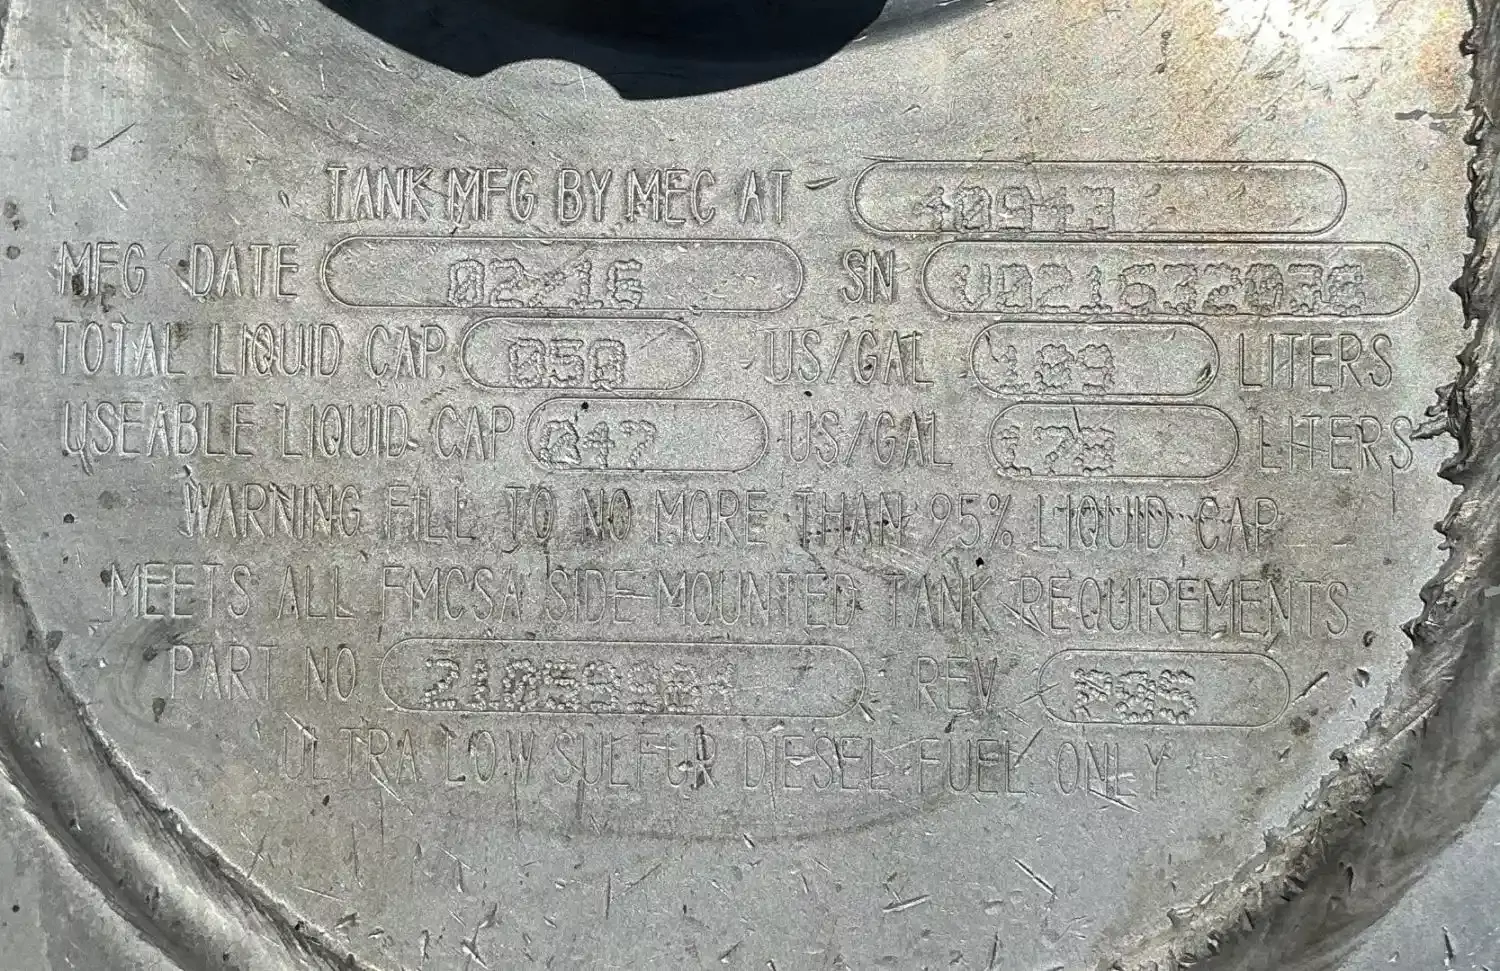 TANK MFG BY MEC AT
MFG DATE 02/16 SN
TOTAL LIQUID CAP. 050 US/GAL 189 LITERS
USEABLE LIQUID CAP 047 US/GAL 178 LITERS
WARNING FILL TO NO MORE THAN 95% LIQUID CAP
MEETS ALL FMCSA SIDE-MOUNTED TANK REQUIREMENTS
PART NO REV
ULTRA LOW SULFUR DIESEL FUEL ONLY